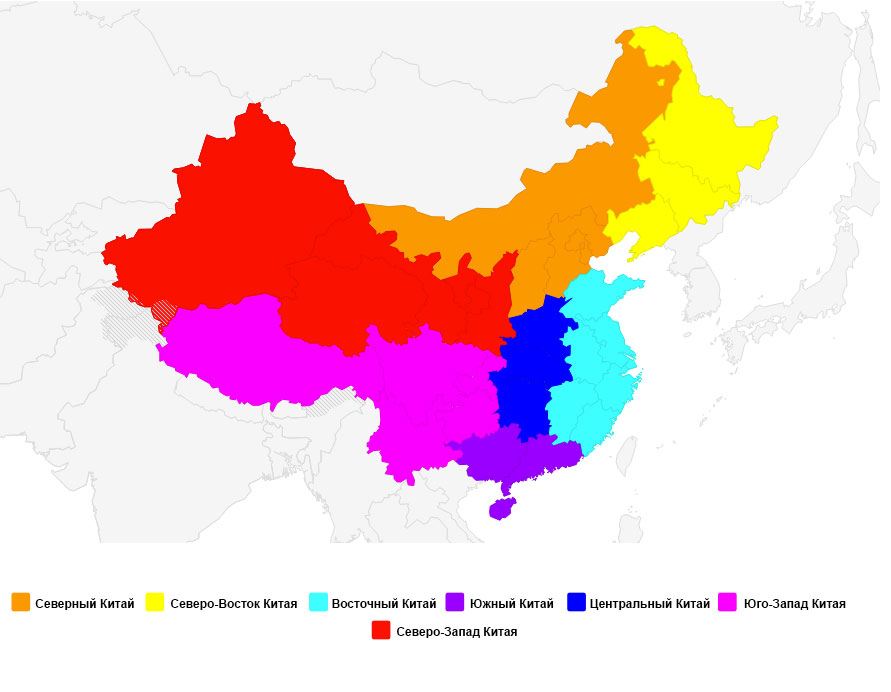 Северный Китай
Северо-Восток Китая
Восточный Китай
Южный Китай
Центральный Китай
Юго-Запад Китая
Северо-Запад Китая